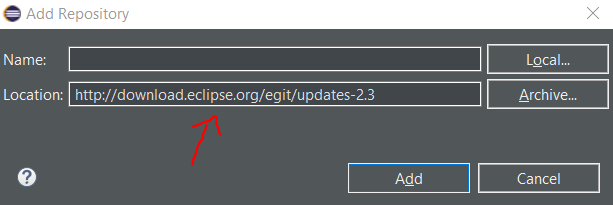 Add Repository
Name: Local...
Location: http://download.eclipse.org/egit/updates-2.3 Archive...
? Add Cancel